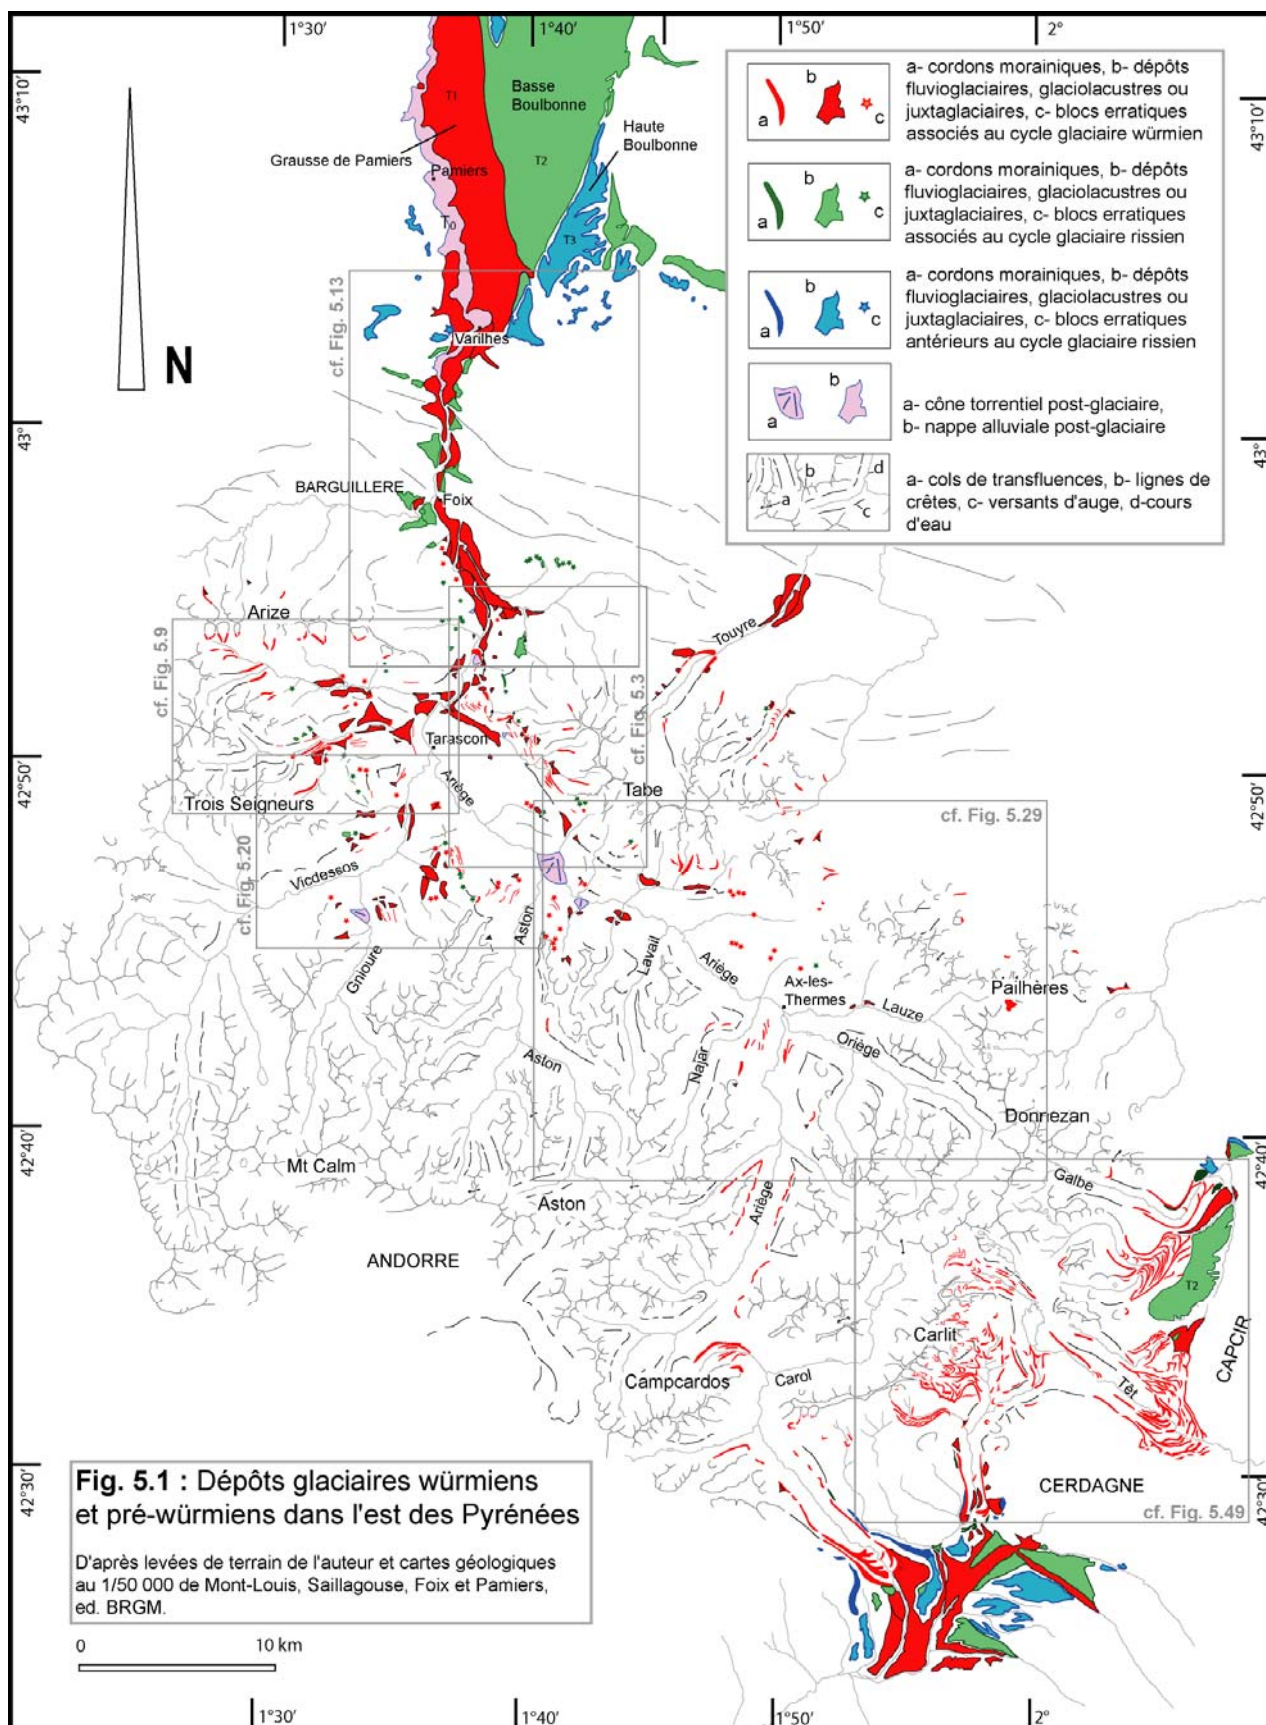 1°30'
1°40'
1°50'
2°
43°10'
43°10'
43°
43°
42°50'
42°50'
42°40'
42°40'
42°30'
42°30'
1°30'
1°40'
1°50'
2°
N
a
b
c
a- cordons morainiques, b- dépôts
fluvioglaciaires, glaciolacustres ou
juxtaglaciaires, c- blocs erratiques
associés au cycle glaciaire würmien
a
b
c
a- cordons morainiques, b- dépôts
fluvioglaciaires, glaciolacustres ou
juxtaglaciaires, c- blocs erratiques
associés au cycle glaciaire rissien
a
b
c
a- cordons morainiques, b- dépôts
fluvioglaciaires, glaciolacustres ou
juxtaglaciaires, c- blocs erratiques
antérieurs au cycle glaciaire rissien
a
b
a- cône torrentiel post-glaciaire,
b- nappe alluviale post-glaciaire
a
b
c
d
a- cols de transfluences, b- lignes de
crêtes, c- versants d'auge, d-cours
d'eau
T1
Basse
Boulbonne
T2
Haute
Boulbonne
Grausse de Pamiers
Pamiers
T0
T3
cf. Fig. 5.13
Varilhes
BARGUILLERE
Foix
Arize
Touyre
cf. Fig. 5.9
cf. Fig. 5.3
Tarascon
Trois Seigneurs
Ariège
Tabe
cf. Fig. 5.29
cf. Fig. 5.20
Vicdessos
Gnioure
Aston
Lavail
Ariège
Ax-les-
Thermes
Lauze
Pailhères
Aston
Najar
Oriège
Donnezan
Mt Calm
Aston
Ariège
Galbe
ANDORRE
T2
CAPCIR
Carlit
Campcardos
Carol
Têt
CERDAGNE
cf. Fig. 5.49
Fig. 5.1 : Dépôts glaciaires würmiens
et pré-würmiens dans l'est des Pyrénées
D'après levées de terrain de l'auteur et cartes géologiques
au 1/50 000 de Mont-Louis, Saillagouse, Foix et Pamiers,
ed. BRGM.
0
10 km